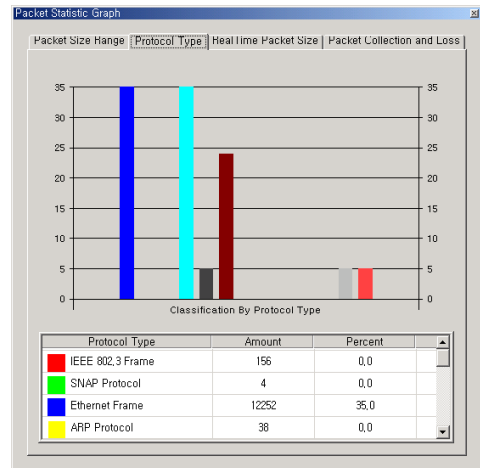 Packet Statistic Graph
Packet Size Range Protocol Type RealTime Packet Size Packet Collection and Loss
35 35
30 30
25 25
20 20
15 15
10 10
5 5
0 0
Classification By Protocol Type
Protocol Type Amount Percent
IEEE 802,3 Frame 156 0,0
SNAP Protocol 4 0,0
Ethernet Frame 12252 35,0
ARP Protocol 38 0,0